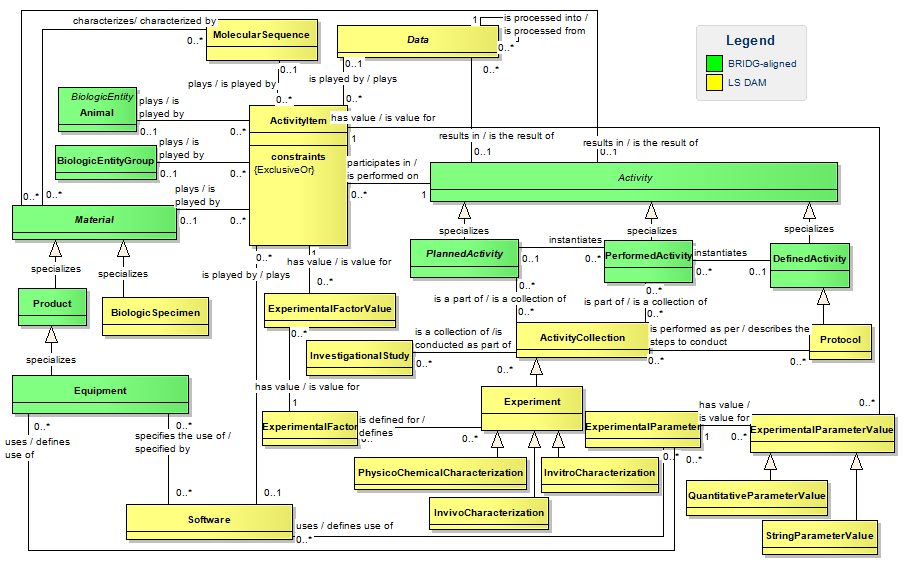 characterizes/ characterized by
0..*
MolecularSequence
0..1
1
is processed into /
is processed from
0..*
Data
0..1
0..*
Legend
BRIDG-aligned
LS DAM
is played by / plays
plays / is played by
0..*
0..*
BiologicEntity
Animal
plays / is
played by
0..1
0..*
ActivityItem
constraints
{ExclusiveOr}
has value / is value for
1
results in / is the result of
0..1
results in / is the result of
0..1
BiologicEntityGroup
plays / is
played by
0..1
0..*
participates in /
is performed on
0..*
1
Activity
0..*
0..*
plays / is
played by
0..1
0..*
Material
specializes
specializes
specializes
specializes
specializes
PlannedActivity
instantiates
0..1
0..*
PerformedActivity
instantiates
0..*
0..1
DefinedActivity
0..*
1
has value / is value for
is played by / plays
0..*
0..*
0..*
Product
BiologicSpecimen
ExperimentalFactorValue
is a part of / is a collection of
is part of / is a collection of
0..*
0..*
0..*
is a collection of /is
conducted as part of
ActivityCollection
is performed as per / describes the
steps to conduct
Protocol
InvestigationalStudy
0..*
0..*
0..*
0..*
specializes
Equipment
has value / is value for
1
Experiment
ExperimentalFactor
is defined for /
defines
0..*
0..*
ExperimentalParameter
has value /
is value for
1
0..*
0..*
ExperimentalParameterValue
0..*
0..*
uses / defines
use of
specifies the use of /
specified by
0..*
0..*
PhysicoChemicalCharacterization
InvitroCharacterization
InvivoCharacterization
QuantitativeParameterValue
StringParameterValue
0..*
0..1
Software
uses / defines use of
0..*